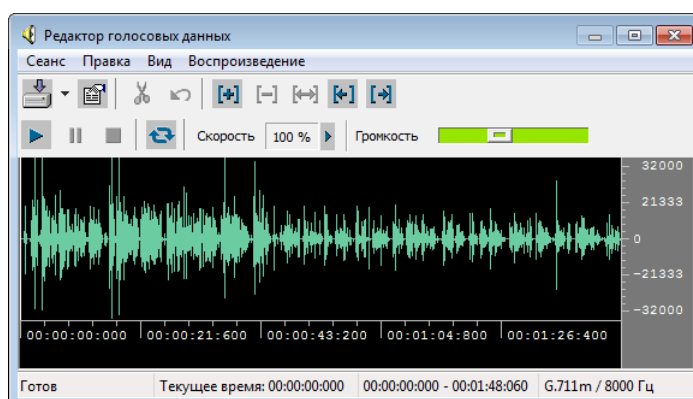 Редактор голосовых данных
Сеанс Правка Вид Воспроизведение
Скорость 100 % Громкость
32000
21333
0
-21333
-32000
00:00:00:000 00:00:21:600 00:00:43:200 00:01:04:800 00:01:26:400
Готов Текущее время: 00:00:00:000 00:00:00:000 - 00:01:48:060 G.711m / 8000 Гц